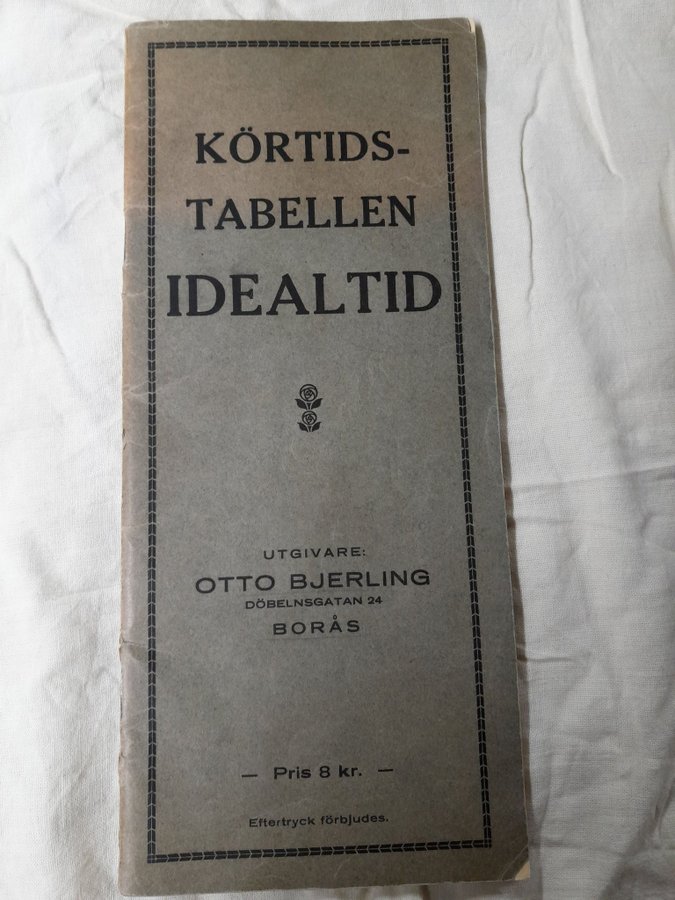 KÖRTIDS-
TABELLEN
IDEALTID
UTGIVARE:
OTTO BJERLING
DÖBELNSGATAN 24
BORÅS
— Pris 8 kr. —
Eftertryck förbjudes.